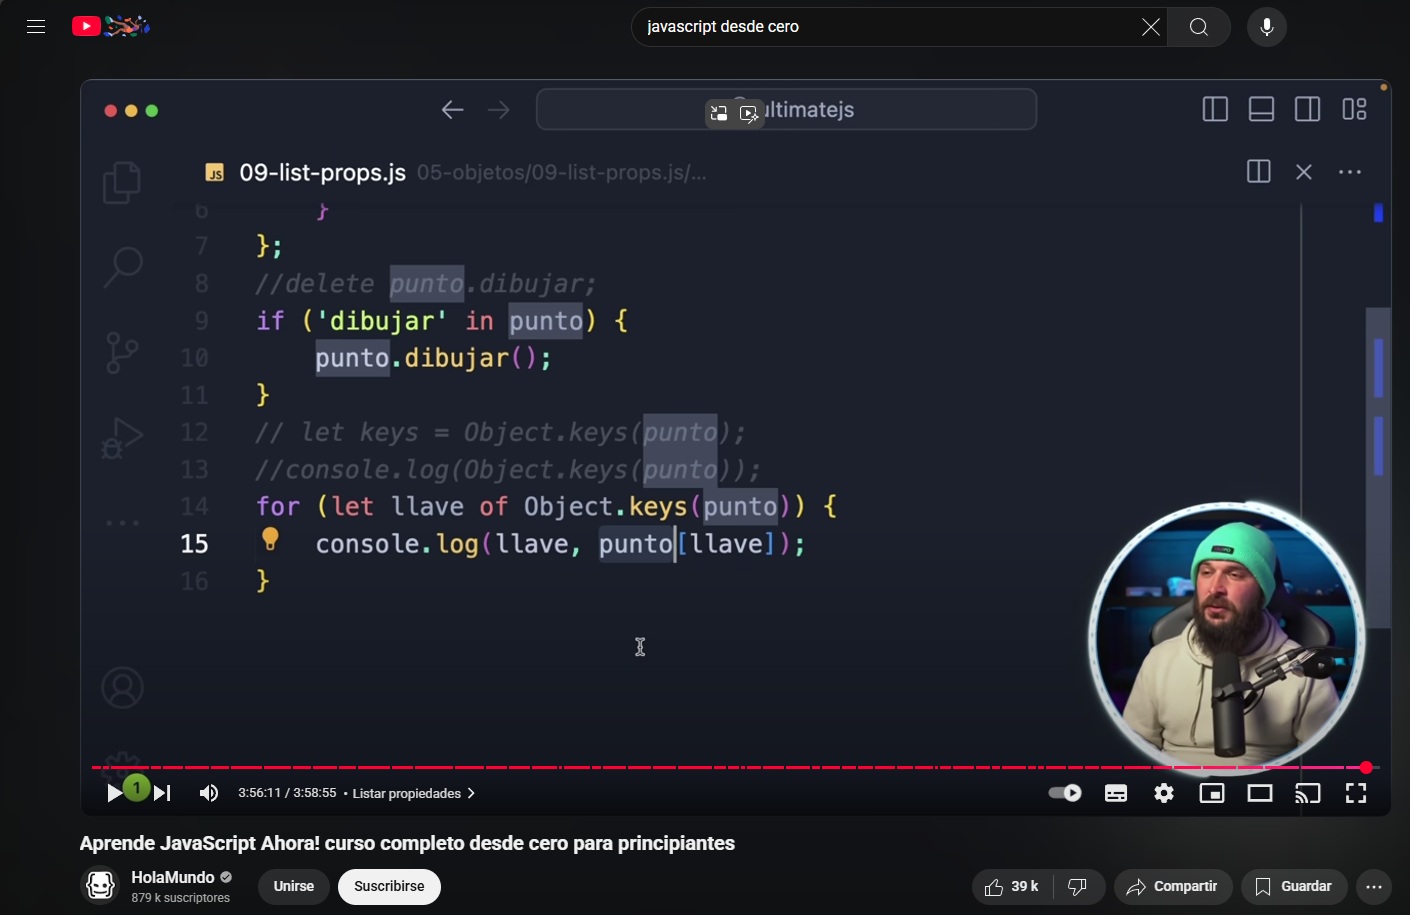 javascript desde cero
ultimatejs
JS 09-list-props.js 05-objetos/09-list-props.js/...
6 }
7 };
8 //delete punto.dibujar;
9 if ('dibujar' in punto) {
10 punto.dibujar();
11 }
12 // let keys = Object.keys(punto);
13 //console.log(Object.keys(punto));
14 for (let llave of Object.keys(punto)) {
15 console.log(llave, punto[llave]);
16 }
1
3:56:11 / 3:58:55 • Listar propiedades
Aprende JavaScript Ahora! curso completo desde cero para principiantes
HolaMundo
879 k suscriptores
Unirse
Suscribirse
39 k
Compartir
Guardar